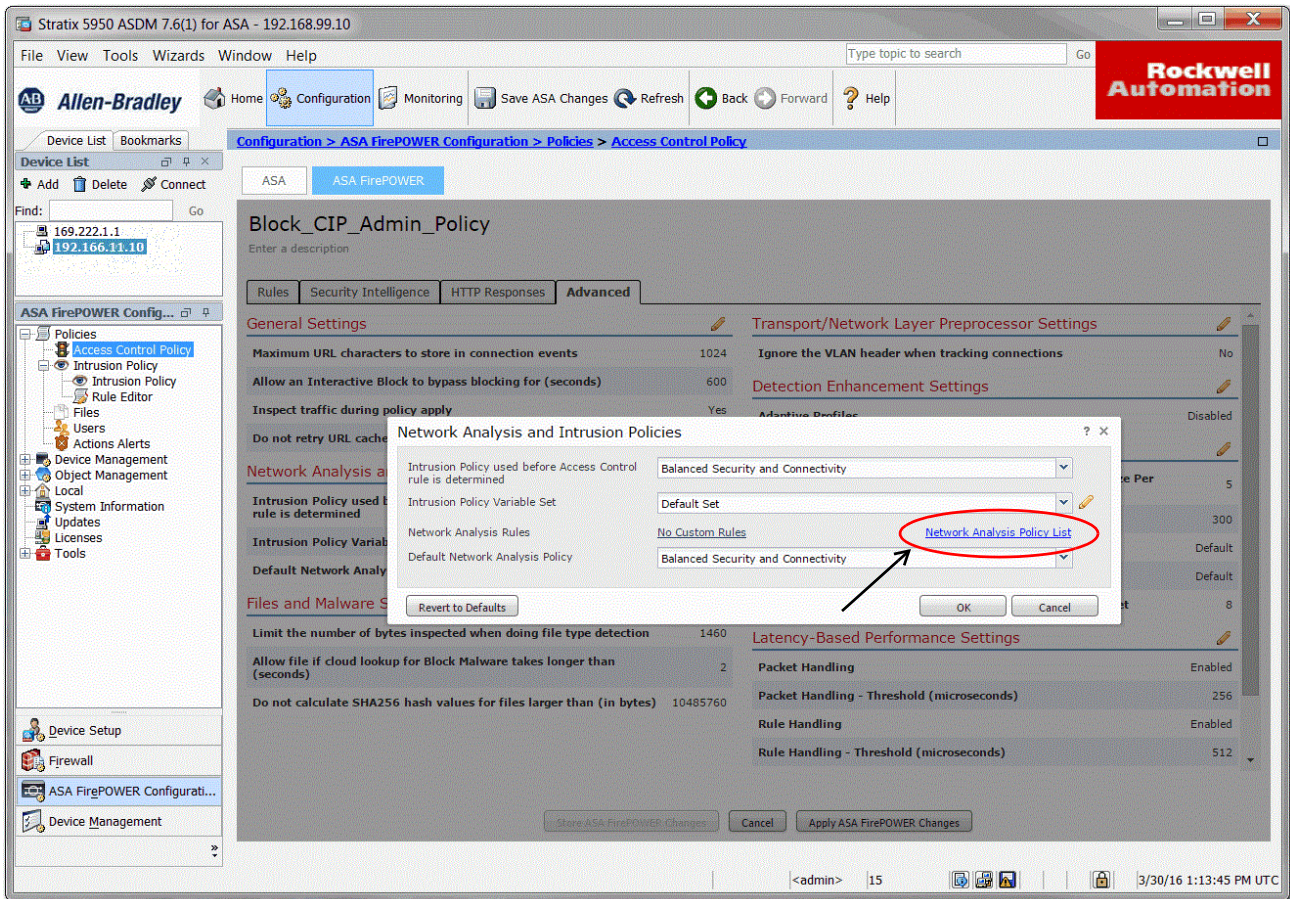 Stratix 5950 ASDM 7.6(1) for ASA - 192.168.99.10
File View Tools Wizards Window Help
Type topic to search Go
Rockwell Automation
AB Allen-Bradley
Home Configuration Monitoring Save ASA Changes Refresh Back Forward Help
Device List Bookmarks
Configuration > ASA FirePOWER Configuration > Policies > Access Control Policy
Device List
Add Delete Connect
Find: Go
169.222.1.1
192.166.11.10
ASA FirePOWER Config...
Policies
Access Control Policy
Intrusion Policy
Intrusion Policy
Rule Editor
Files
Users
Actions Alerts
Device Management
Object Management
Local
System Information
Updates
Licenses
Tools
Device Setup
Firewall
ASA FirePOWER Configurati...
Device Management
ASA ASA FirePOWER
Block_CIP_Admin_Policy
Enter a description
Rules Security Intelligence HTTP Responses Advanced
General Settings
Maximum URL characters to store in connection events 1024
Allow an Interactive Block to bypass blocking for (seconds) 600
Inspect traffic during policy apply Yes
Do not retry URL cache
Network Analysis a
Intrusion Policy used b
rule is determined
Intrusion Policy Variab
Default Network Analy
Files and Malware S
Limit the number of bytes inspected when doing file type detection 1460
Allow file if cloud lookup for Block Malware takes longer than
(seconds) 2
Do not calculate SHA256 hash values for files larger than (in bytes) 10485760
Transport/Network Layer Preprocessor Settings
Ignore the VLAN header when tracking connections No
Detection Enhancement Settings
Adaptive Profiles Disabled
Per 5
300
Default
Default
8
Latency-Based Performance Settings
Packet Handling Enabled
Packet Handling - Threshold (microseconds) 256
Rule Handling Enabled
Rule Handling - Threshold (microseconds) 512
Network Analysis and Intrusion Policies ? ×
Intrusion Policy used before Access Control
rule is determined
Balanced Security and Connectivity
Intrusion Policy Variable Set Default Set
Network Analysis Rules No Custom Rules Network Analysis Policy List
Default Network Analysis Policy Balanced Security and Connectivity
Revert to Defaults OK Cancel
Store ASA FirePOWER Changes Cancel Apply ASA FirePOWER Changes
<admin> 15 3/30/16 1:13:45 PM UTC